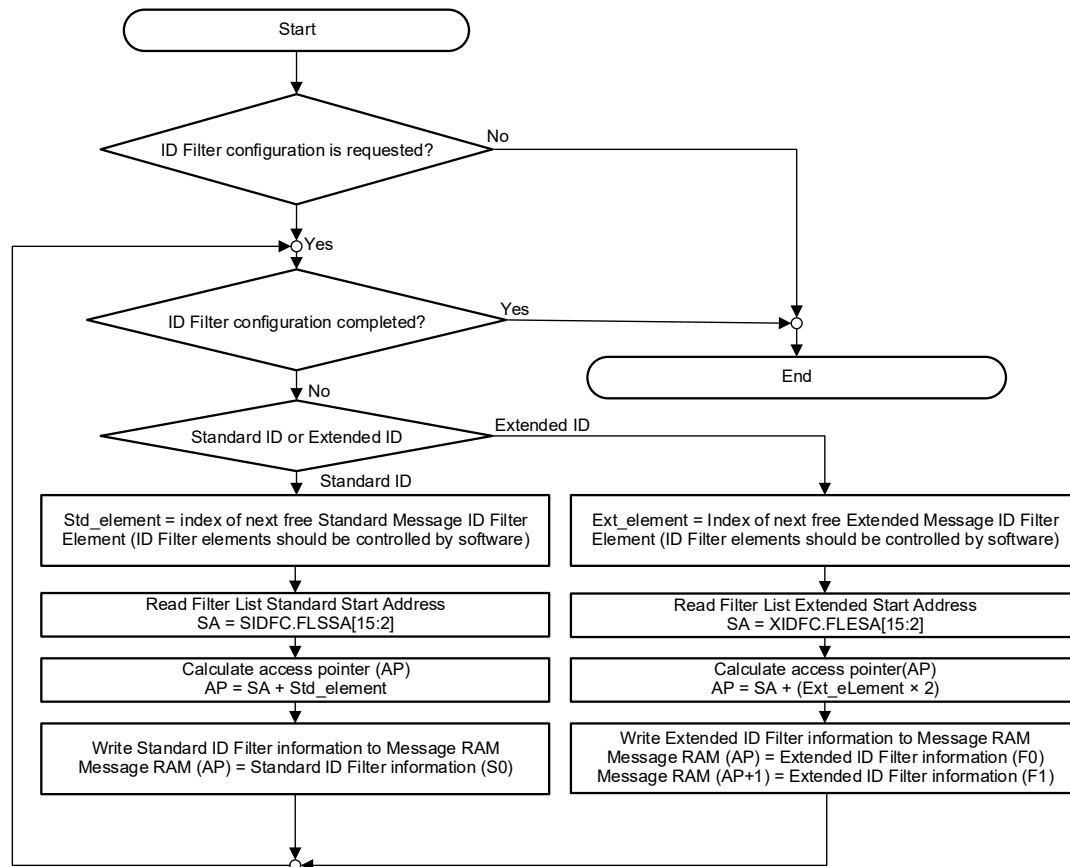 Start
ID Filter configuration is requested?
No
Yes
ID Filter configuration completed?
Yes
End
No
Standard ID or Extended ID
Extended ID
Standard ID
Std_element = index of next free Standard Message ID Filter
Element (ID Filter elements should be controlled by software)
Read Filter List Standard Start Address
SA = SIDFC.FLSSA[15:2]
Calculate access pointer (AP)
AP = SA + Std_element
Write Standard ID Filter information to Message RAM
Message RAM (AP) = Standard ID Filter information (S0)
Ext_element = Index of next free Extended Message ID Filter
Element (ID Filter elements should be controlled by software)
Read Filter List Extended Start Address
SA = XIDFC.FLESA[15:2]
Calculate access pointer(AP)
AP = SA + (Ext_eLement × 2)
Write Extended ID Filter information to Message RAM
Message RAM (AP) = Extended ID Filter information (F0)
Message RAM (AP+1) = Extended ID Filter information (F1)